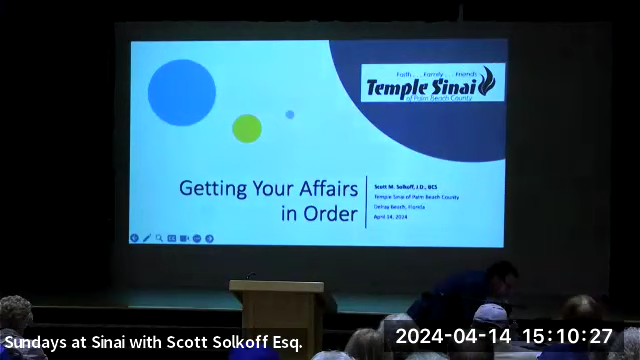 Faith . . Family . . . Friends
Temple Sinai
of Palm Beach County
Getting Your Affairs
in Order
Scott M. Solkoff, J.D., BCS
Temple Sinai of Palm Beach County
Delray Beach, Florida
April 14, 2024
Sundays at Sinai with Scott Solkoff Esq.
2024-04-14 15:10:27